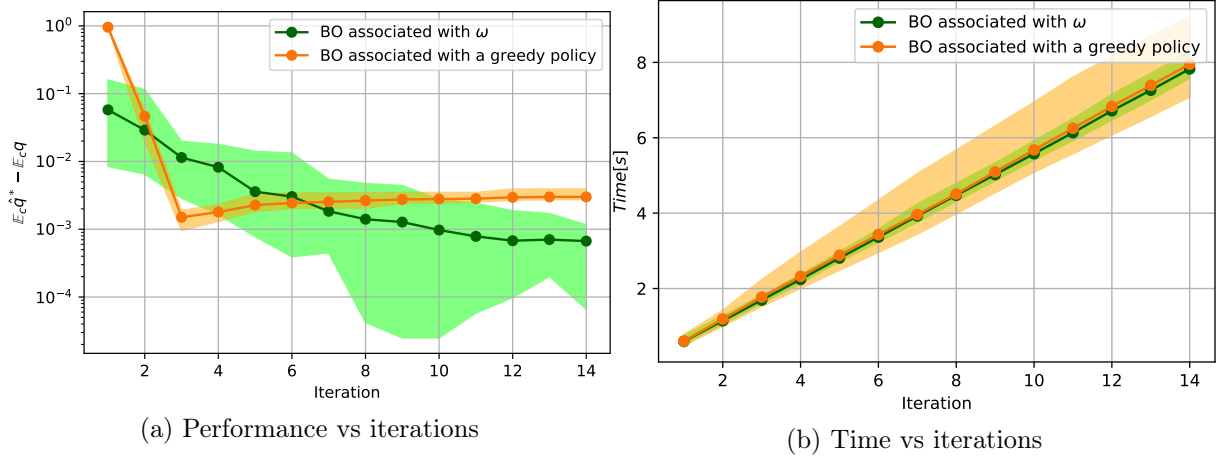 BO associated with ω
BO associated with a greedy policy
10⁰
10⁻¹
10⁻²
10⁻³
10⁻⁴
𝔼_c q̂* − 𝔼_c q
2 4 6 8 10 12 14
Iteration
(a) Performance vs iterations
BO associated with ω
BO associated with a greedy policy
8
6
4
2
Time[s]
2 4 6 8 10 12 14
Iteration
(b) Time vs iterations